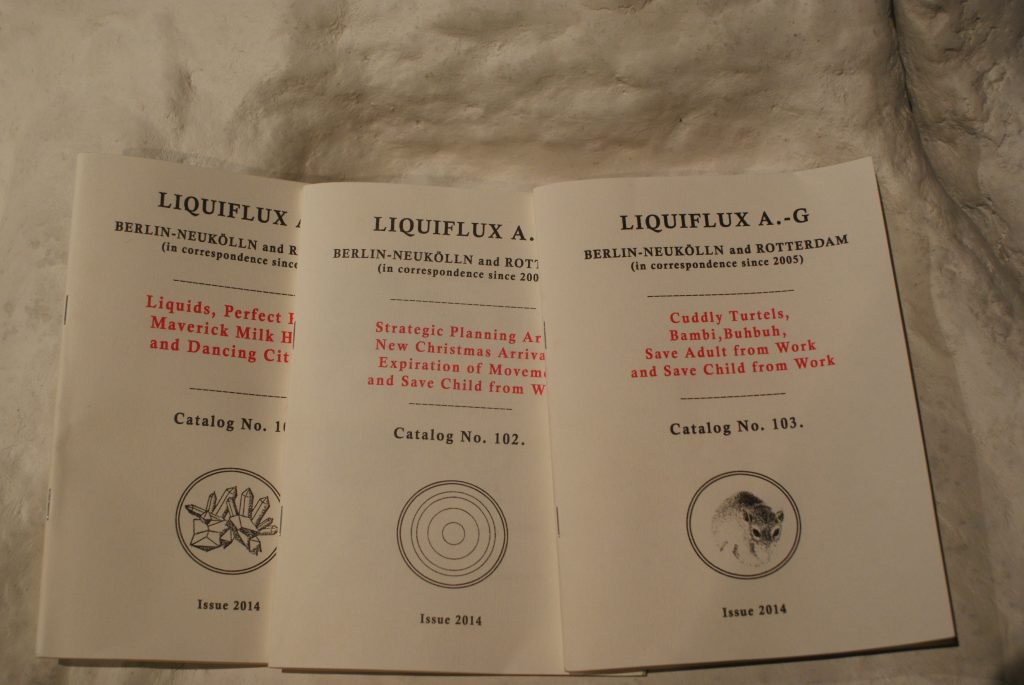 LIQUIFLUX
BERLIN-NEUKÖLLN and
(in correspondence since
Liquids, Perfect
Maverick Milk
and Dancing
Catalog No.
Issue 2014
LIQUIFLUX A.
BERLIN-NEUKÖLLN and
(in correspondence since
Strategic Planning
New Christmas
Expiration of
and Save Child from
Catalog No. 102.
Issue 2014
LIQUIFLUX A.-G
BERLIN-NEUKÖLLN and ROTTERDAM
(in correspondence since 2005)
Cuddly Turtels,
Bambi,Buhbuh,
Save Adult from Work
and Save Child from Work
Catalog No. 103.
Issue 2014